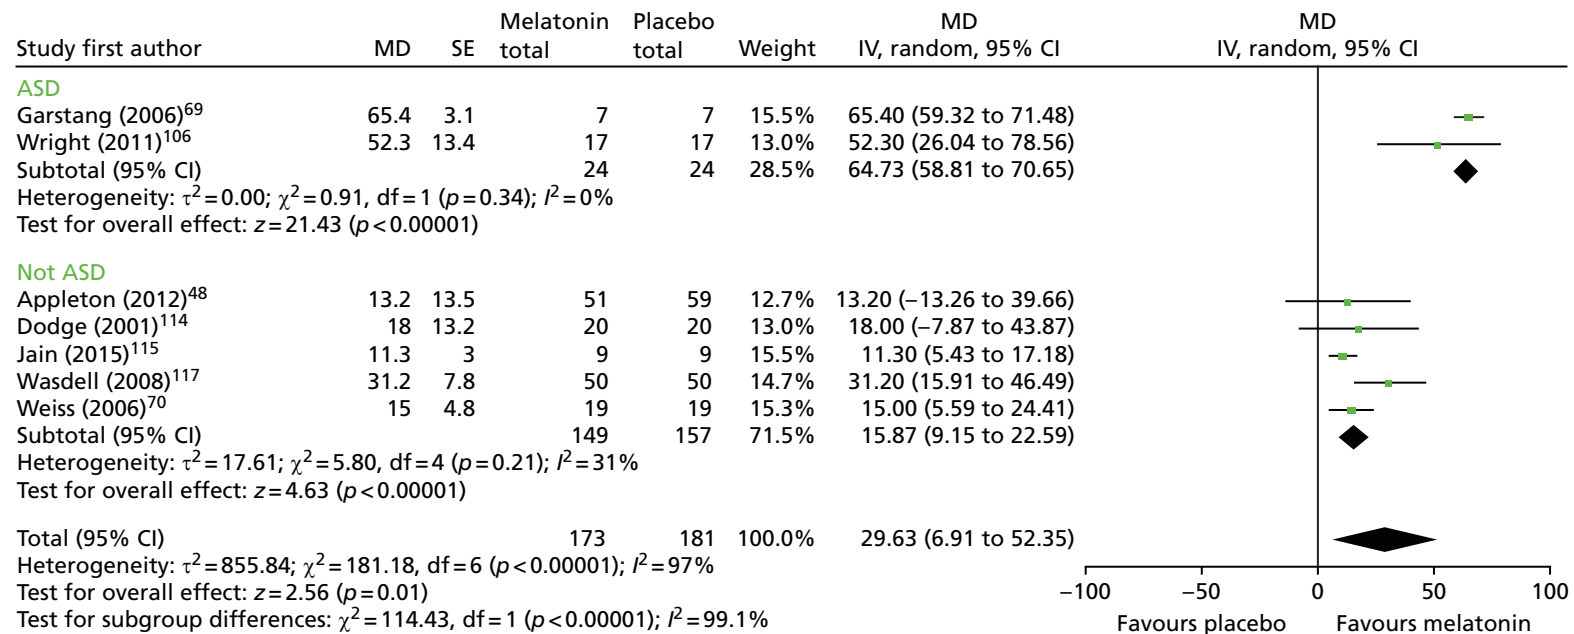 Study first author MD SE Melatonin total Placebo total Weight MD IV, random, 95% CI MD IV, random, 95% CI
ASD
Garstang (2006)69 65.4 3.1 7 7 15.5% 65.40 (59.32 to 71.48)
Wright (2011)106 52.3 13.4 17 17 13.0% 52.30 (26.04 to 78.56)
Subtotal (95% CI) 24 24 28.5% 64.73 (58.81 to 70.65)
Heterogeneity: τ2=0.00; χ2=0.91, df=1 (p=0.34); I2=0%
Test for overall effect: z=21.43 (p<0.00001)
Not ASD
Appleton (2012)48 13.2 13.5 51 59 12.7% 13.20 (−13.26 to 39.66)
Dodge (2001)114 18 13.2 20 20 13.0% 18.00 (−7.87 to 43.87)
Jain (2015)115 11.3 3 9 9 15.5% 11.30 (5.43 to 17.18)
Wasdell (2008)117 31.2 7.8 50 50 14.7% 31.20 (15.91 to 46.49)
Weiss (2006)70 15 4.8 19 19 15.3% 15.00 (5.59 to 24.41)
Subtotal (95% CI) 149 157 71.5% 15.87 (9.15 to 22.59)
Heterogeneity: τ2=17.61; χ2=5.80, df=4 (p=0.21); I2=31%
Test for overall effect: z=4.63 (p<0.00001)
Total (95% CI) 173 181 100.0% 29.63 (6.91 to 52.35)
Heterogeneity: τ2=855.84; χ2=181.18, df=6 (p<0.00001); I2=97%
Test for overall effect: z=2.56 (p=0.01)
Test for subgroup differences: χ2=114.43, df=1 (p<0.00001); I2=99.1%
−100 −50 0 50 100
Favours placebo Favours melatonin